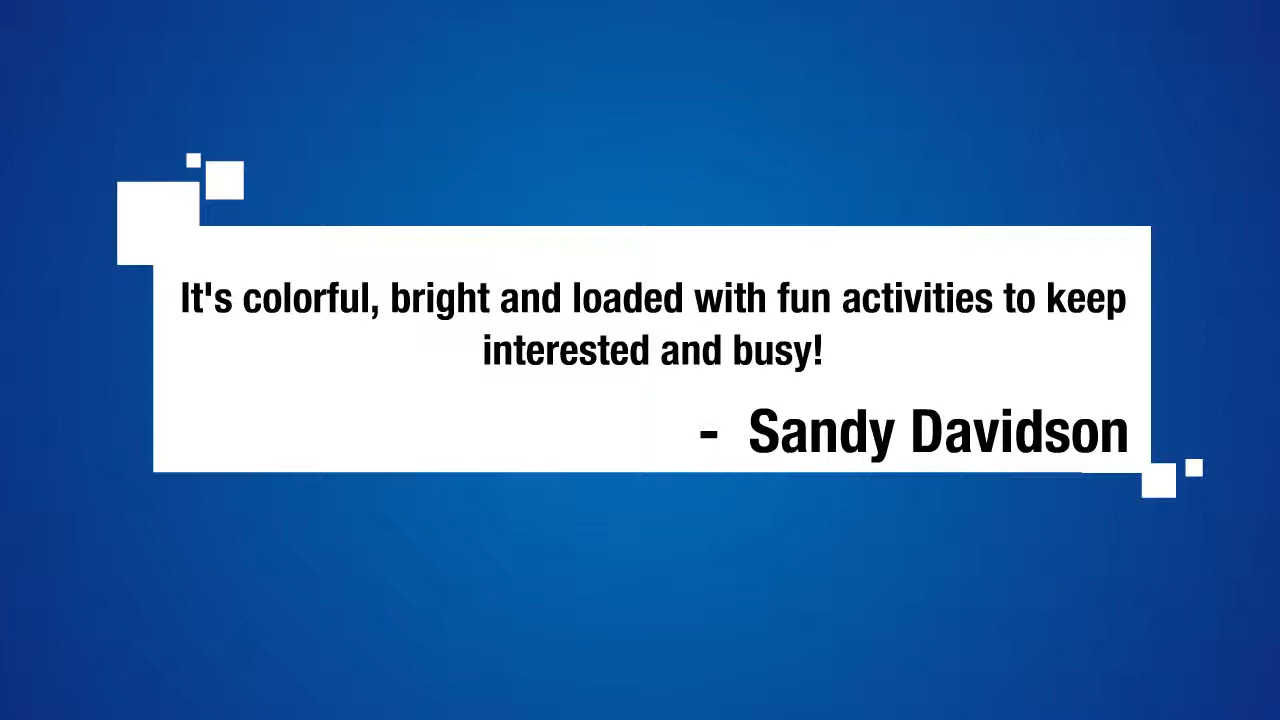 It's colorful, bright and loaded with fun activities to keep
interested and busy!
- Sandy Davidson